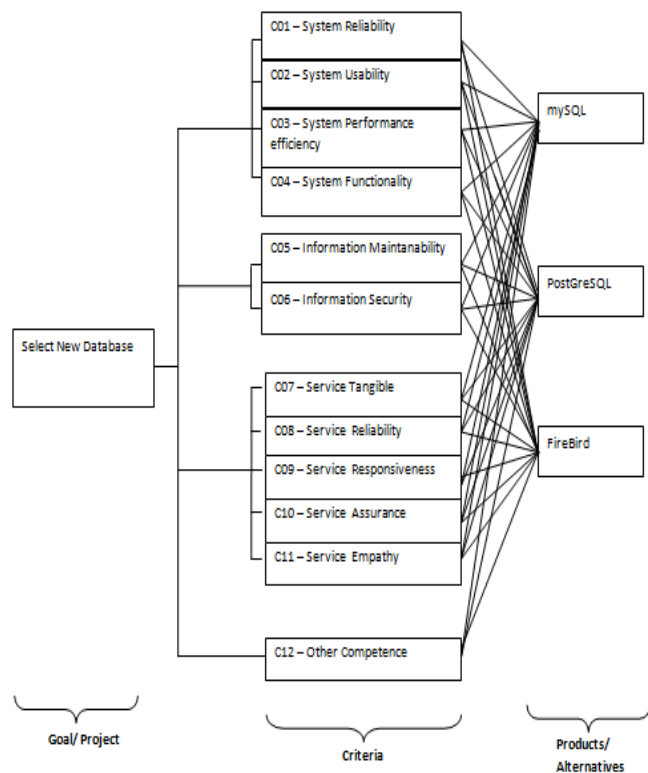 C01 – System Reliability
C02 – System Usability
C03 – System Performance
efficiency
C04 – System Functionality
C05 – Information Maintanability
C06 – Information Security
Select New Database
C07 – Service Tangible
C08 – Service Reliability
C09 – Service Responsiveness
C10 – Service Assurance
C11 – Service Empathy
C12 – Other Competence
mySQL
PostGreSQL
FireBird
Goal/ Project
Criteria
Products/
Alternatives